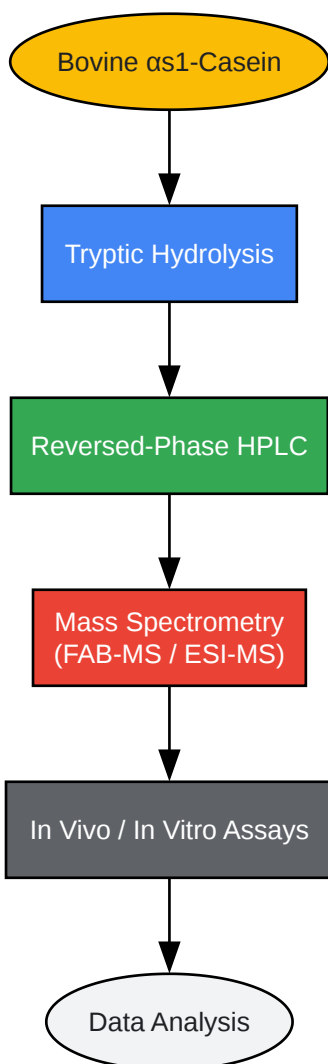 Bovine αs1-Casein
Tryptic Hydrolysis
Reversed-Phase HPLC
Mass Spectrometry
(FAB-MS / ESI-MS)
In Vivo / In Vitro Assays
Data Analysis